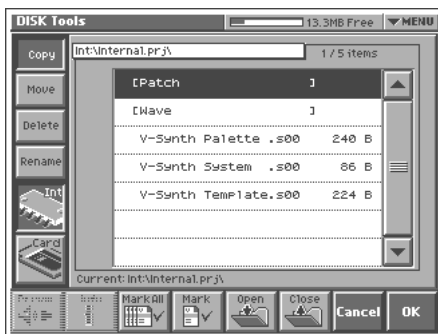 DISK Tools 13.3MB Free ▼MENU
Copy Int:\Internal.prj\ 1/5 items
Move [Patch ]
Delete [Wave ]
Rename V-Synth Palette .s00 240 B
V-Synth System .s00 86 B
V-Synth Template.s00 224 B
Int
Card
Current: Int:\Internal.prj\
Mark All Mark Open Close Cancel OK